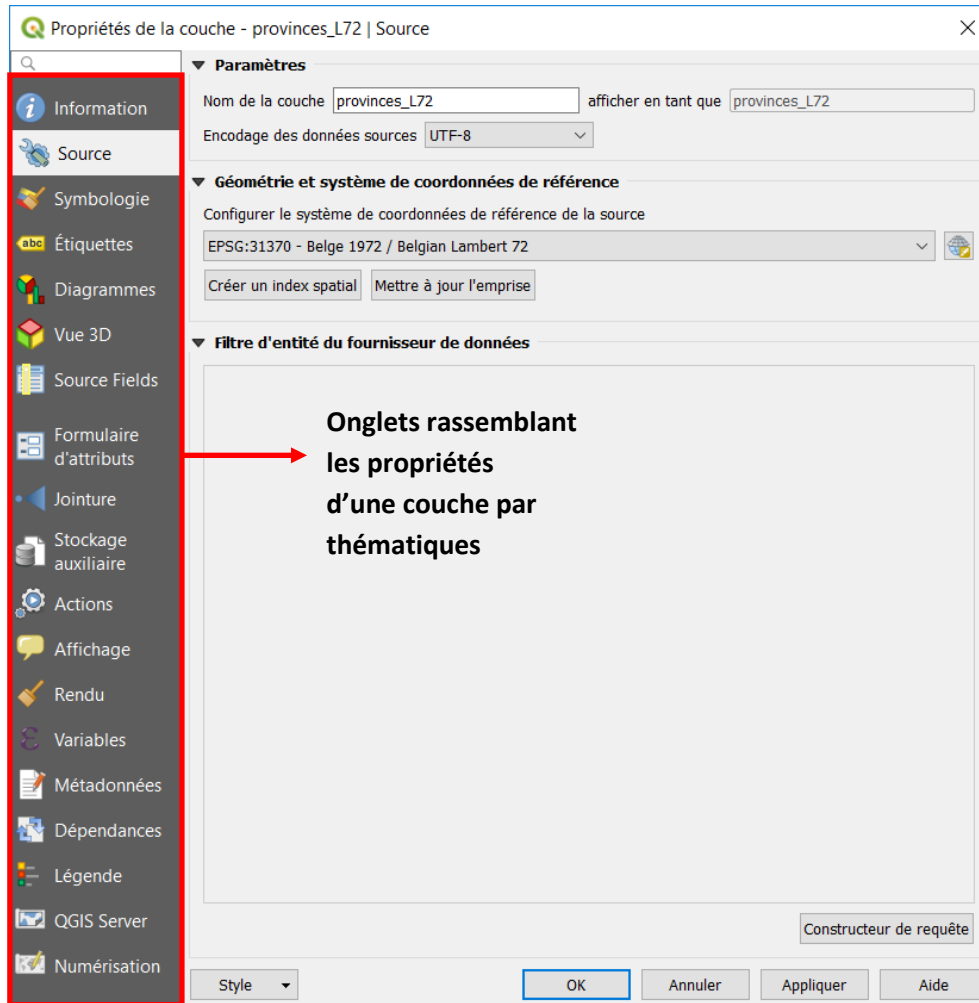 Propriétés de la couche - provinces_L72 | Source
Information
Source
Symbologie
Étiquettes
Diagrammes
Vue 3D
Source Fields
Formulaire
d'attributs
Jointure
Stockage
auxiliaire
Actions
Affichage
Rendu
Variables
Métadonnées
Dépendances
Légende
QGIS Server
Numérisation
Paramètres
Nom de la couche provinces_L72 afficher en tant que provinces_L72
Encodage des données sources UTF-8
Géométrie et système de coordonnées de référence
Configurer le système de coordonnées de référence de la source
EPSG:31370 - Belge 1972 / Belgian Lambert 72
Créer un index spatial Mettre à jour l'emprise
Filtre d'entité du fournisseur de données
Onglets rassemblant
les propriétés
d’une couche par
thématiques
Constructeur de requête
Style OK Annuler Appliquer Aide
abc